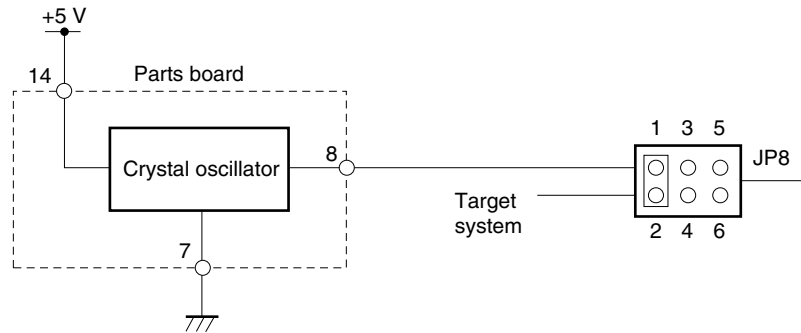 +5 V
14
Parts board
Crystal oscillator
8
7
1 3 5
JP8
Target
system
2 4 6